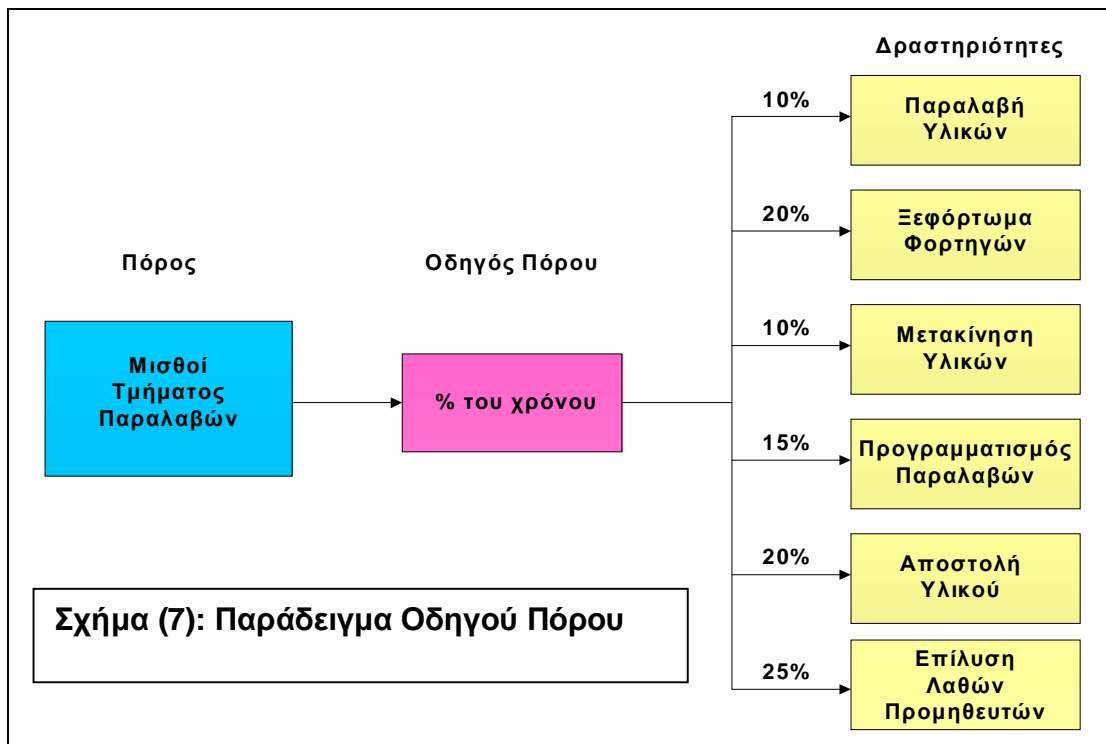 Δραστηριότητες
10%
Παραλαβή
Υλικών
20%
Ξεφόρτωμα
Φορτηγών
Πόρος
Οδηγός Πόρου
Μισθοί
Τμήματος
Παραλαβών
% του χρόνου
10%
Μετακίνηση
Υλικών
15%
Προγραμματισμός
Παραλαβών
20%
Αποστολή
Υλικού
25%
Επίλυση
Λαθών
Προμηθευτών
Σχήμα (7): Παράδειγμα Οδηγού Πόρου